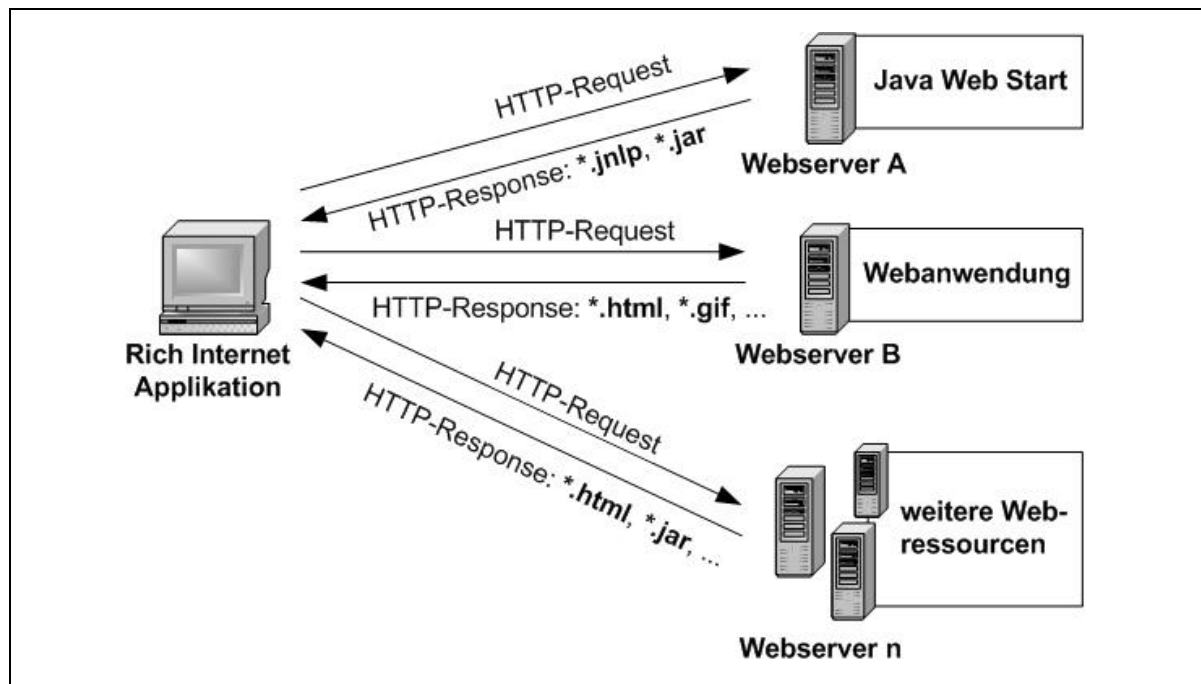 HTTP-Request
Java Web Start
HTTP-Response: *.jnlp, *.jar
Webserver A
HTTP-Request
Webanwendung
HTTP-Response: *.html, *.gif, ...
Webserver B
Rich Internet
Applikation
HTTP-Request
HTTP-Response: *.html, *.jar, ...
weitere Web-
ressourcen
Webserver n